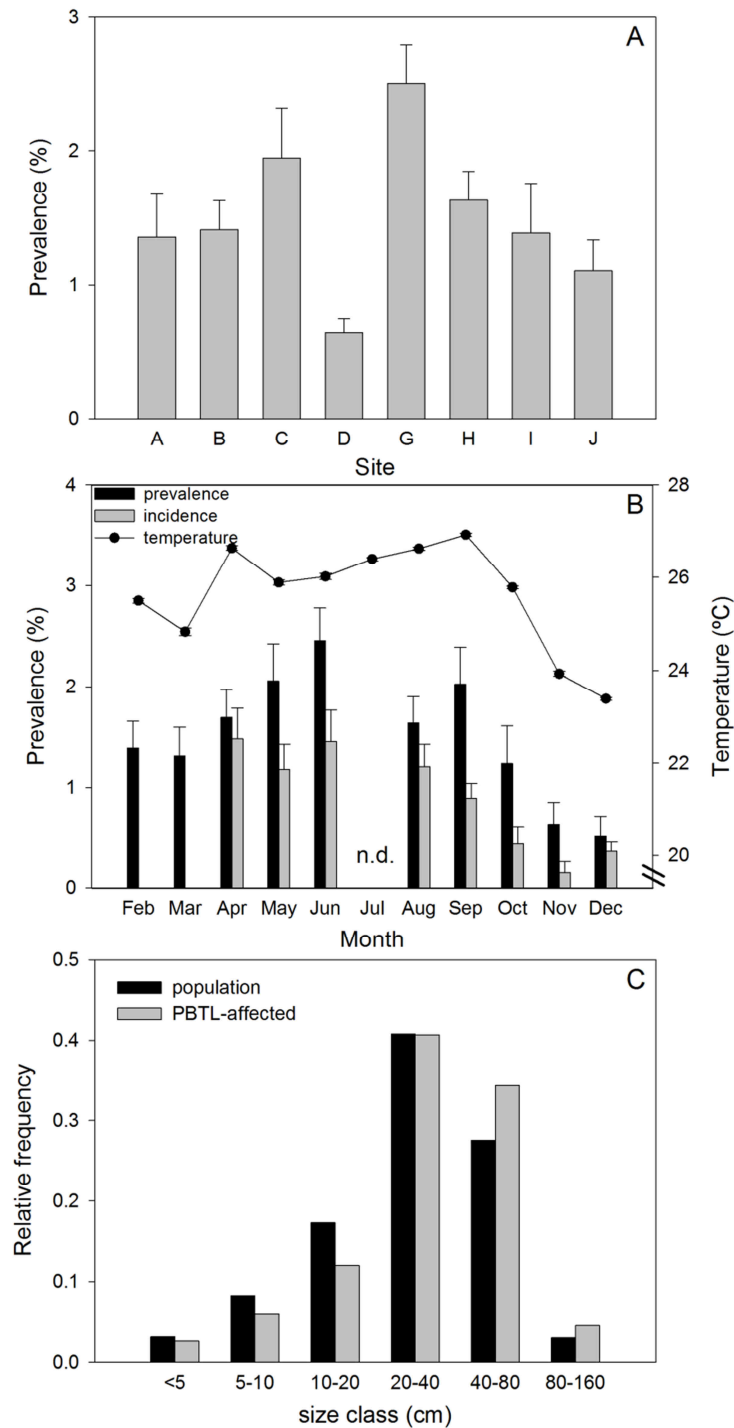 A
Prevalence (%)
3
2
1
0
A B C D G H I J
Site
B
prevalence
incidence
temperature
Prevalence (%)
4
3
2
1
0
Temperature (ºC)
28
26
24
22
20
n.d.
Feb Mar Apr May Jun Jul Aug Sep Oct Nov Dec
Month
C
population
PBTL-affected
Relative frequency
0.5
0.4
0.3
0.2
0.1
0.0
<5 5-10 10-20 20-40 40-80 80-160
size class (cm)